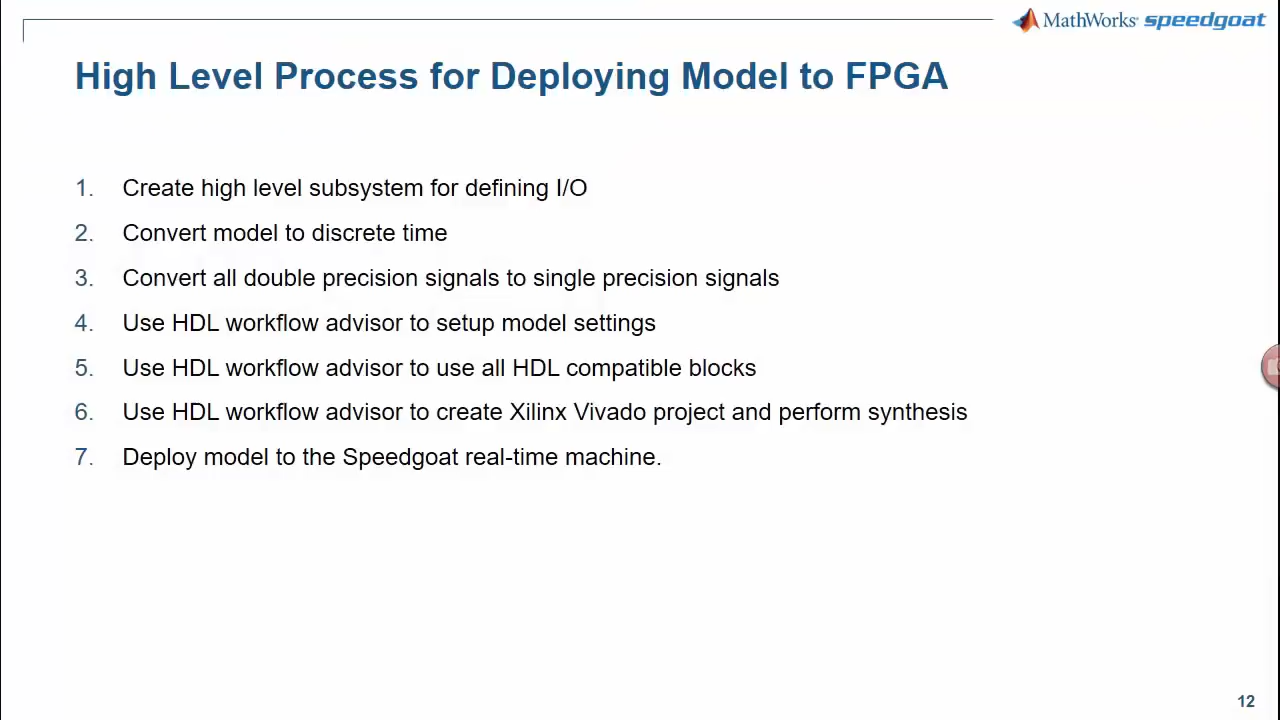 MathWorks® speedgoat
High Level Process for Deploying Model to FPGA
1. Create high level subsystem for defining I/O
2. Convert model to discrete time
3. Convert all double precision signals to single precision signals
4. Use HDL workflow advisor to setup model settings
5. Use HDL workflow advisor to use all HDL compatible blocks
6. Use HDL workflow advisor to create Xilinx Vivado project and perform synthesis
7. Deploy model to the Speedgoat real-time machine.
12